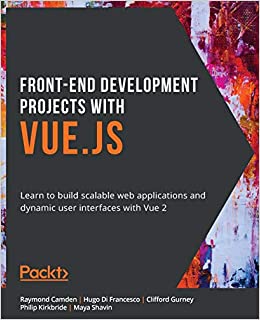 FRONT-END DEVELOPMENT
PROJECTS WITH
VUE.JS
Learn to build scalable web applications and
dynamic user interfaces with Vue 2
Packt>
Raymond Camden | Hugo Di Francesco | Clifford Gurney
Philip Kirkbride | Maya Shavin